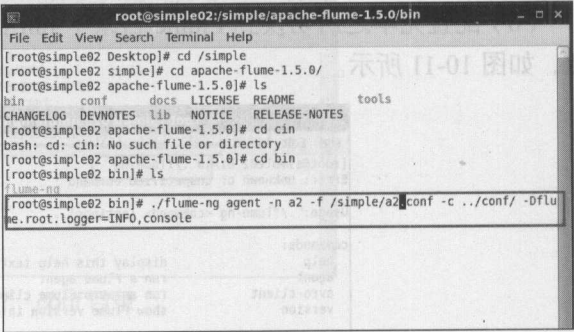 root@simple02:/simple/apache-flume-1.5.0/bin
File Edit View Search Terminal Help
[root@simple02 Desktop]# cd /simple
[root@simple02 simple]# cd apache-flume-1.5.0/
[root@simple02 apache-flume-1.5.0]# ls
bin conf docs LICENSE README tools
CHANGELOG DEVNOTES lib NOTICE RELEASE-NOTES
[root@simple02 apache-flume-1.5.0]# cd cin
bash: cd: cin: No such file or directory
[root@simple02 apache-flume-1.5.0]# cd bin
[root@simple02 bin]# ls
flume-ng
[root@simple02 bin]# ./flume-ng agent -n a2 -f /simple/a2.conf -c ../conf/ -Dflu
me.root.logger=INFO,console